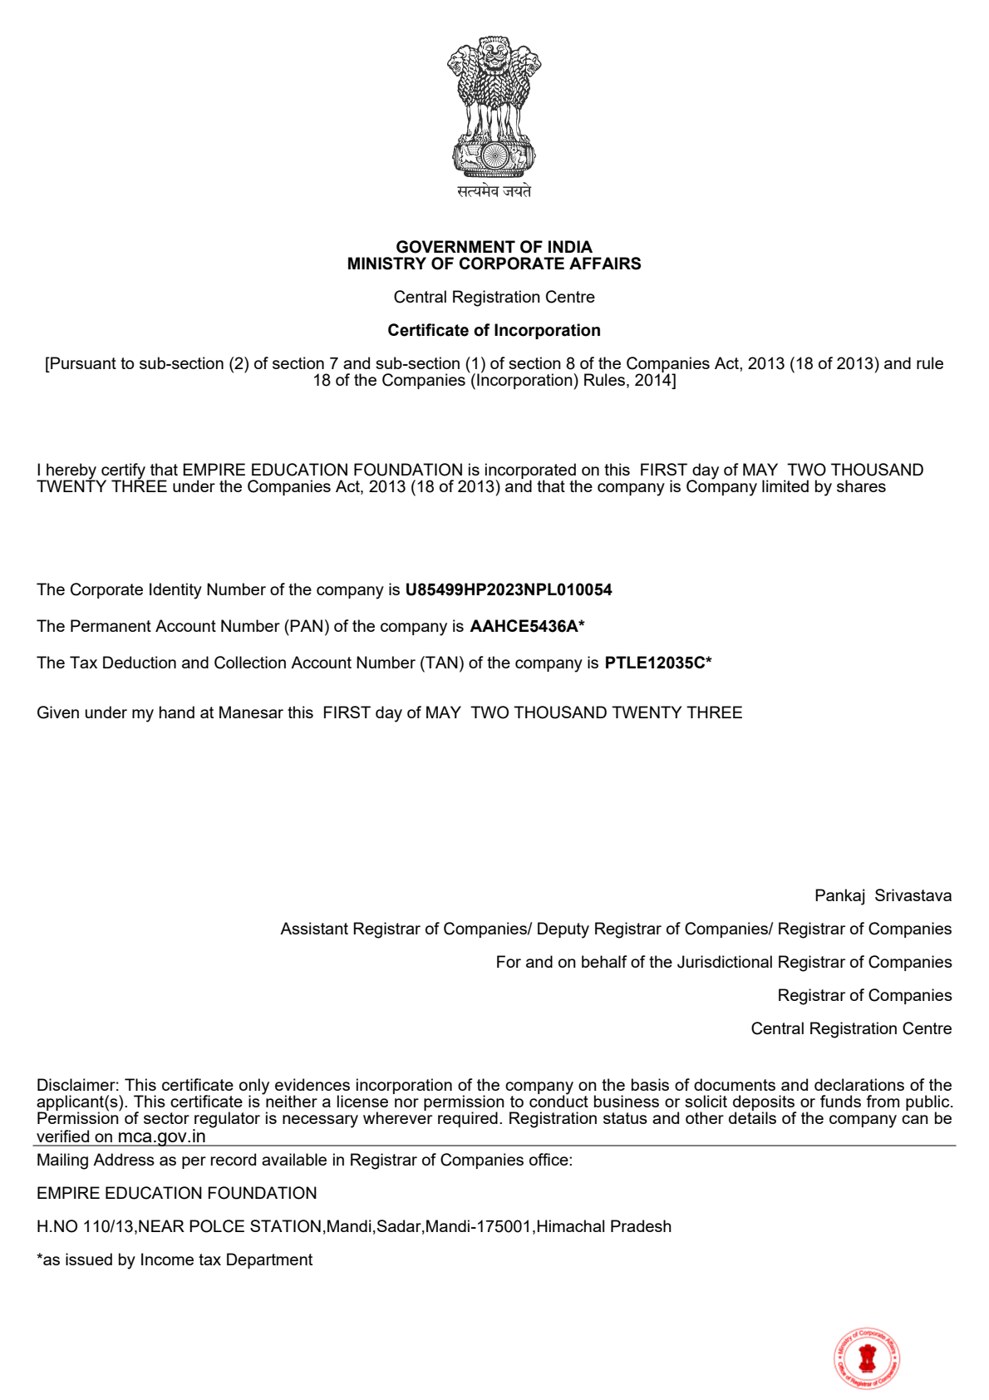 सत्यमेव जयते
GOVERNMENT OF INDIA
MINISTRY OF CORPORATE AFFAIRS
Central Registration Centre
Certificate of Incorporation
[Pursuant to sub-section (2) of section 7 and sub-section (1) of section 8 of the Companies Act, 2013 (18 of 2013) and rule
18 of the Companies (Incorporation) Rules, 2014]
I hereby certify that EMPIRE EDUCATION FOUNDATION is incorporated on this  FIRST day of MAY  TWO THOUSAND
TWENTY THREE under the Companies Act, 2013 (18 of 2013) and that the company is Company limited by shares
The Corporate Identity Number of the company is U85499HP2023NPL010054
The Permanent Account Number (PAN) of the company is AAHCE5436A*
The Tax Deduction and Collection Account Number (TAN) of the company is PTLE12035C*
Given under my hand at Manesar this  FIRST day of MAY  TWO THOUSAND TWENTY THREE
Pankaj  Srivastava
Assistant Registrar of Companies/ Deputy Registrar of Companies/ Registrar of Companies
For and on behalf of the Jurisdictional Registrar of Companies
Registrar of Companies
Central Registration Centre
Disclaimer: This certificate only evidences incorporation of the company on the basis of documents and declarations of the
applicant(s). This certificate is neither a license nor permission to conduct business or solicit deposits or funds from public.
Permission of sector regulator is necessary wherever required. Registration status and other details of the company can be
verified on mca.gov.in
Mailing Address as per record available in Registrar of Companies office:
EMPIRE EDUCATION FOUNDATION
H.NO 110/13,NEAR POLCE STATION,Mandi,Sadar,Mandi-175001,Himachal Pradesh
*as issued by Income tax Department
Ministry of Corporate Affairs
Office of Registrar of Companies